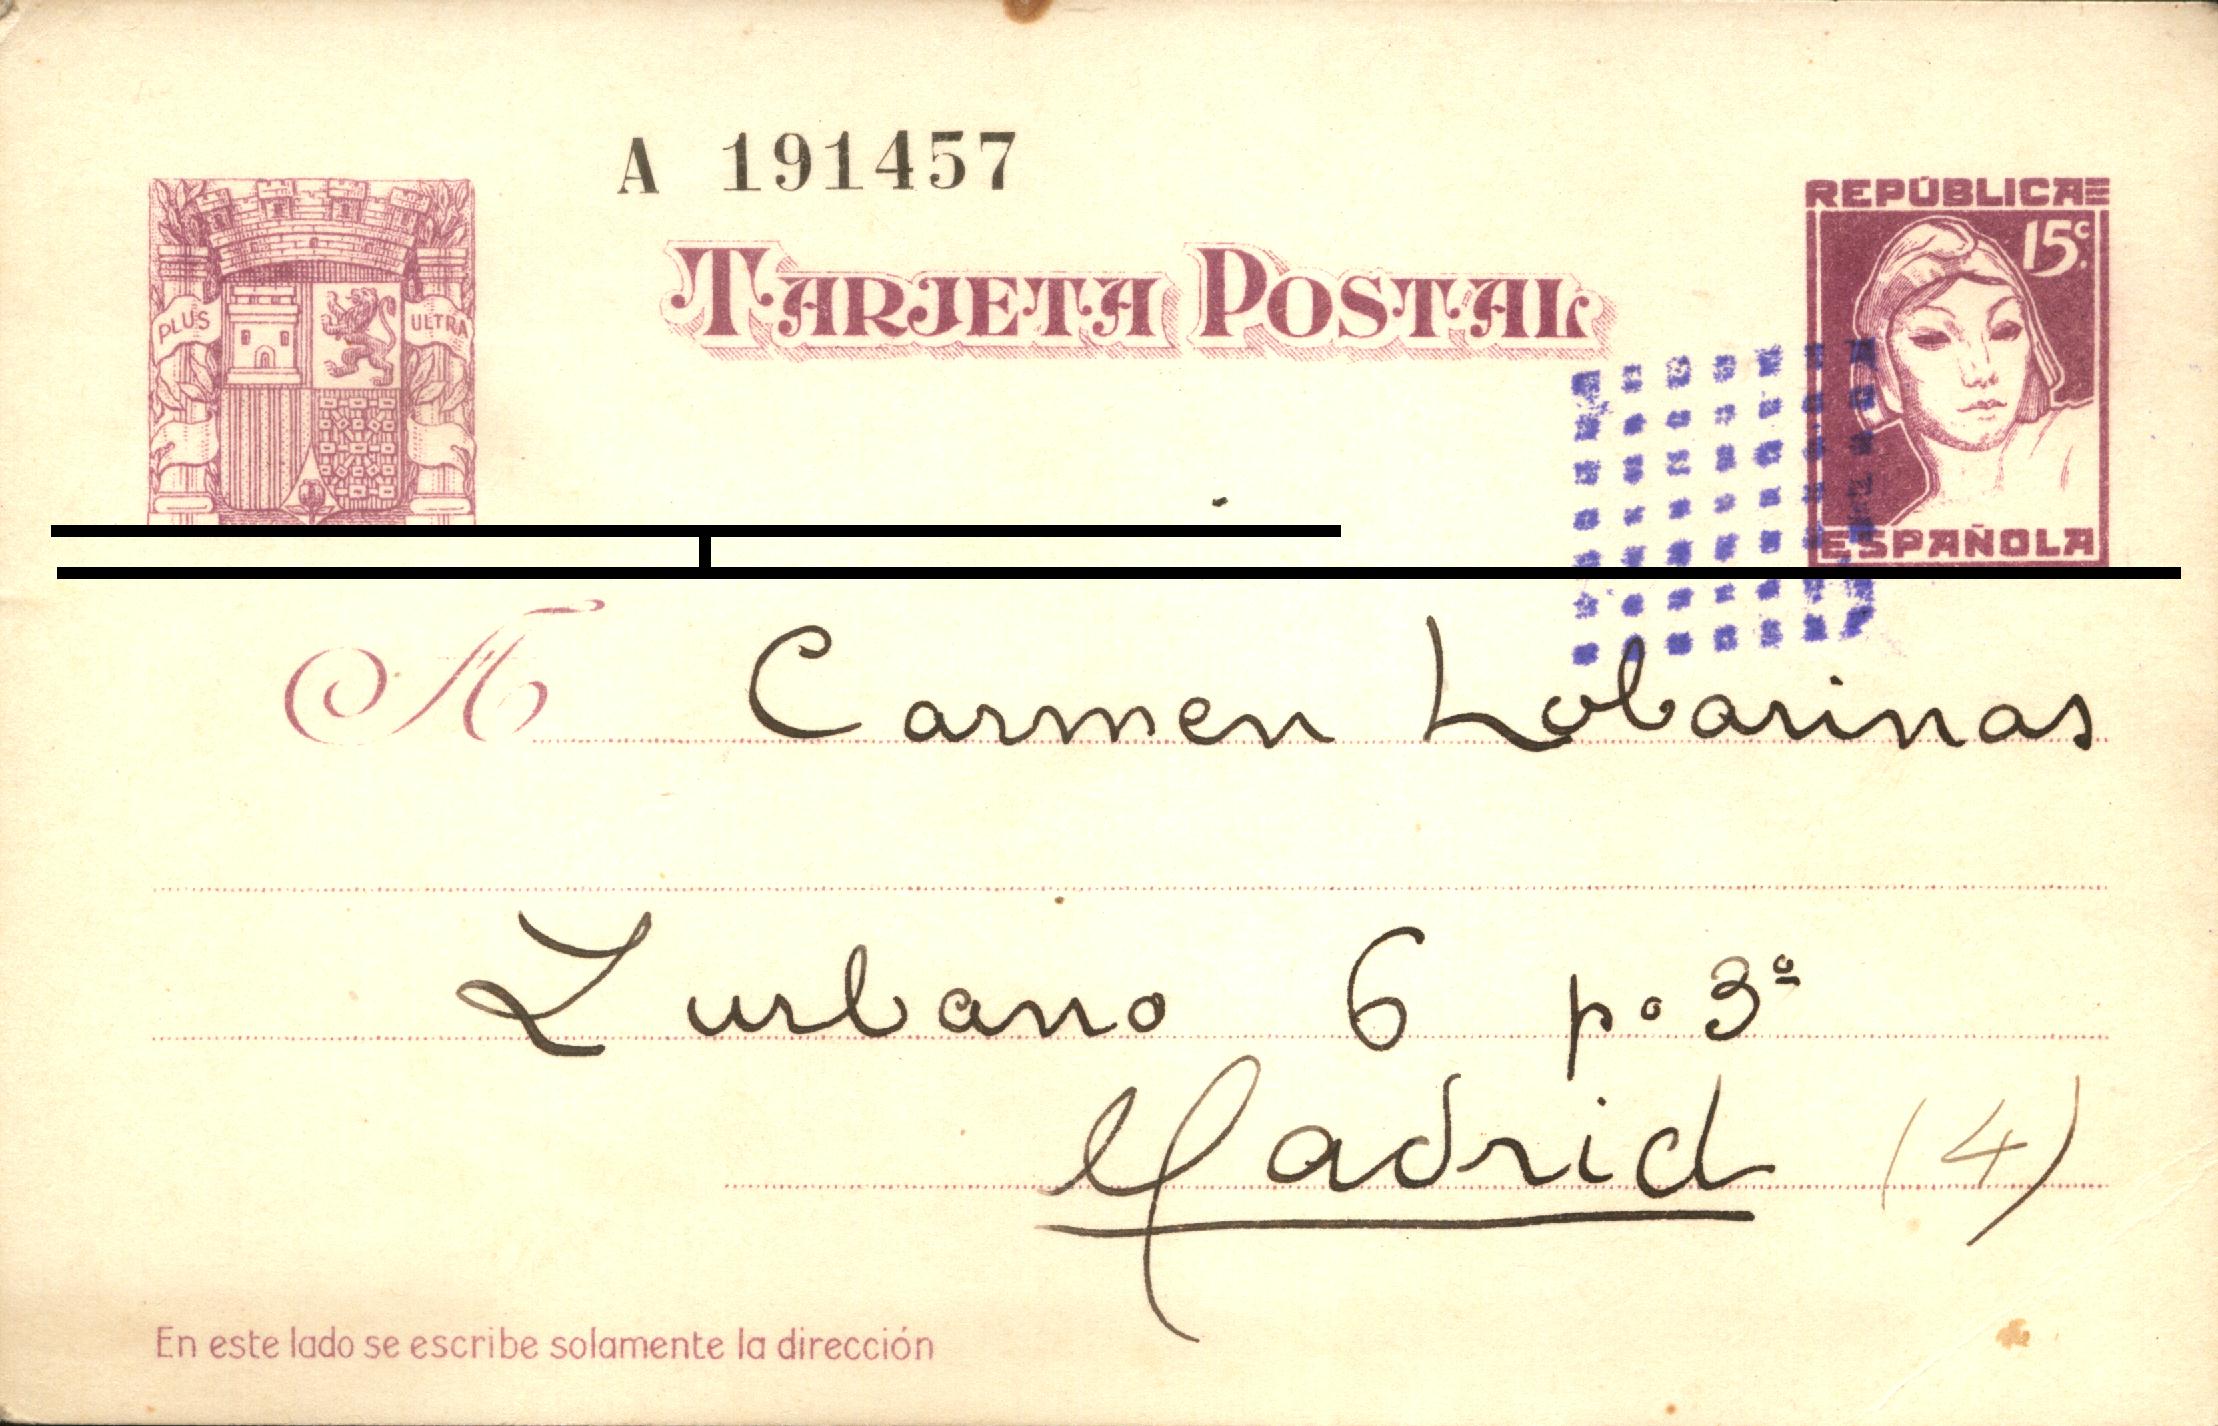 A 191457
TARJETA POSTAL
PLUS ULTRA
REPÚBLICA
15c.
ESPAÑOLA
A Carmen Lobarinas
Zurbano 6 po 3º
Madrid (4)
En este lado se escribe solamente la dirección